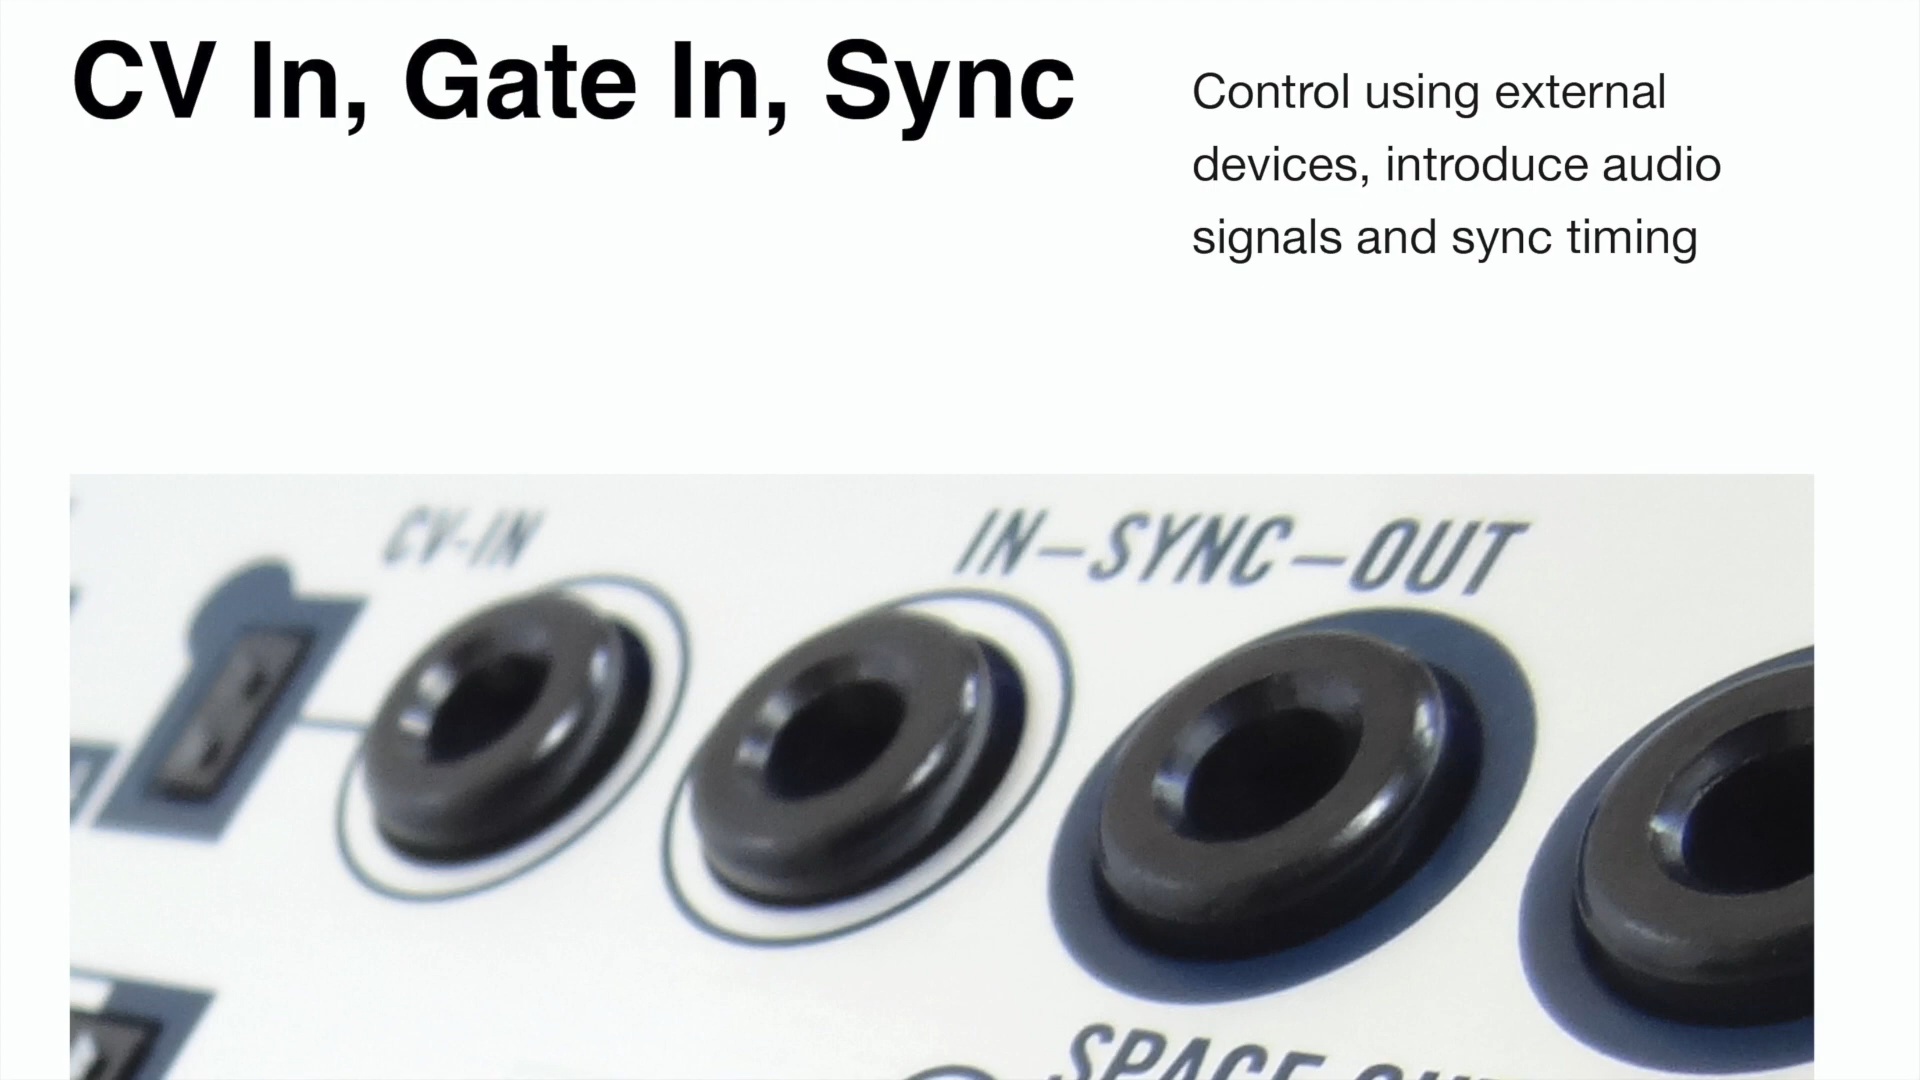 CV In, Gate In, Sync
Control using external
devices, introduce audio
signals and sync timing
CV-IN
IN-SYNC-OUT
SPACE